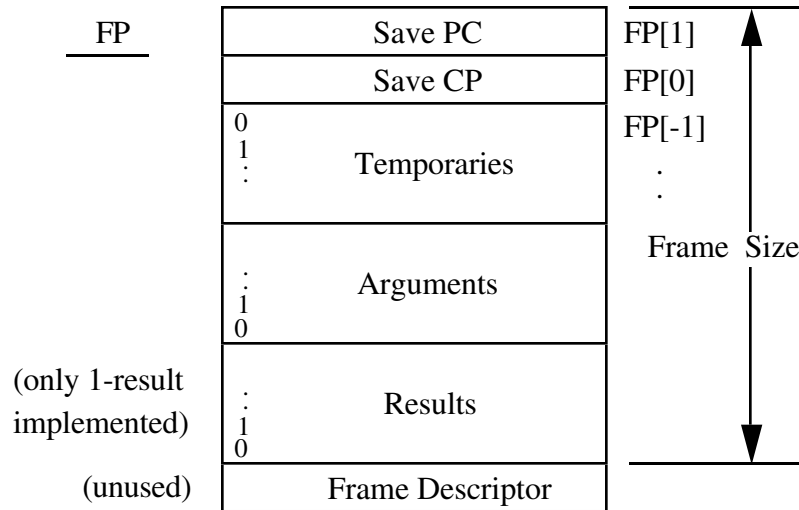 FP
Save PC
FP[1]
Save CP
FP[0]
0
1
:
Temporaries
FP[-1]
.
.
Frame Size
:
1
0
Arguments
(only 1-result
implemented)
:
1
0
Results
(unused)
Frame Descriptor